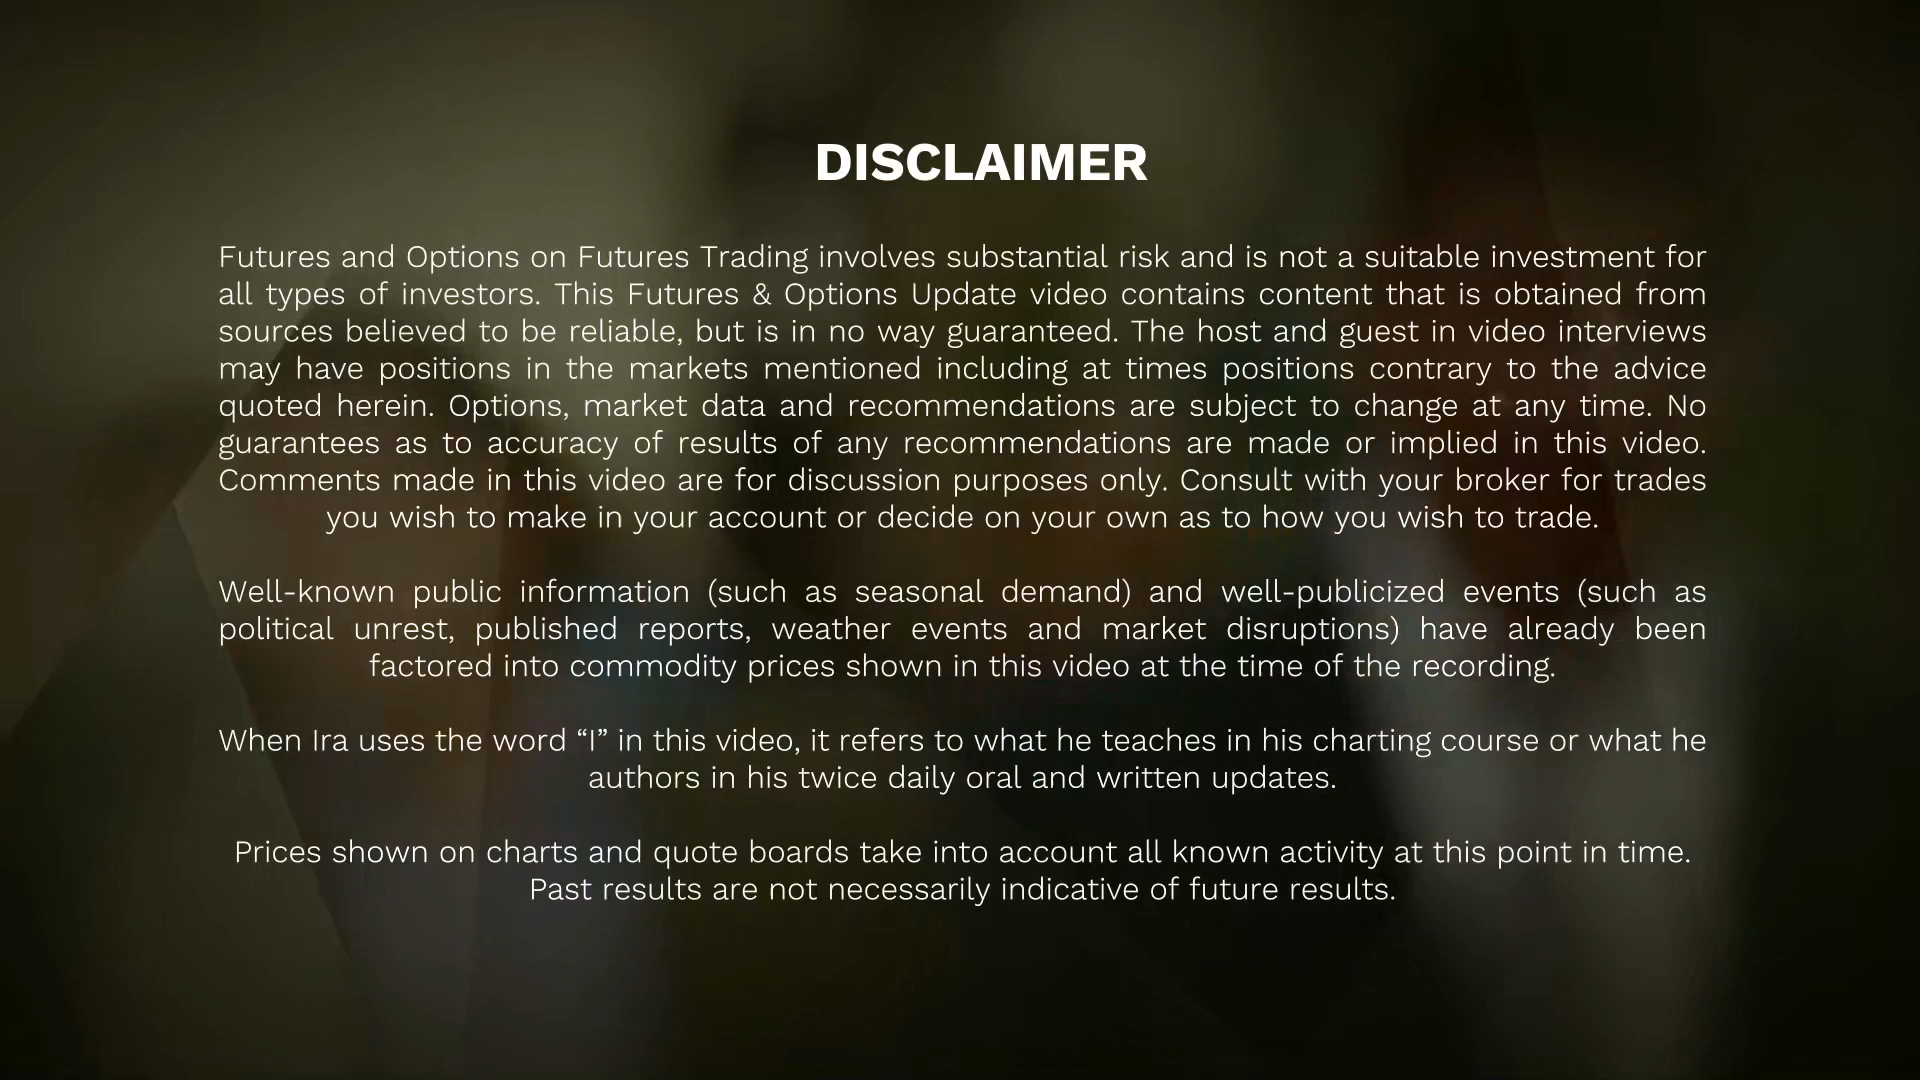 DISCLAIMER
Futures and Options on Futures Trading involves substantial risk and is not a suitable investment for
all types of investors. This Futures & Options Update video contains content that is obtained from
sources believed to be reliable, but is in no way guaranteed. The host and guest in video interviews
may have positions in the markets mentioned including at times positions contrary to the advice
quoted herein. Options, market data and recommendations are subject to change at any time. No
guarantees as to accuracy of results of any recommendations are made or implied in this video.
Comments made in this video are for discussion purposes only. Consult with your broker for trades
you wish to make in your account or decide on your own as to how you wish to trade.
Well-known public information (such as seasonal demand) and well-publicized events (such as
political unrest, published reports, weather events and market disruptions) have already been
factored into commodity prices shown in this video at the time of the recording.
When Ira uses the word “I” in this video, it refers to what he teaches in his charting course or what he
authors in his twice daily oral and written updates.
Prices shown on charts and quote boards take into account all known activity at this point in time.
Past results are not necessarily indicative of future results.